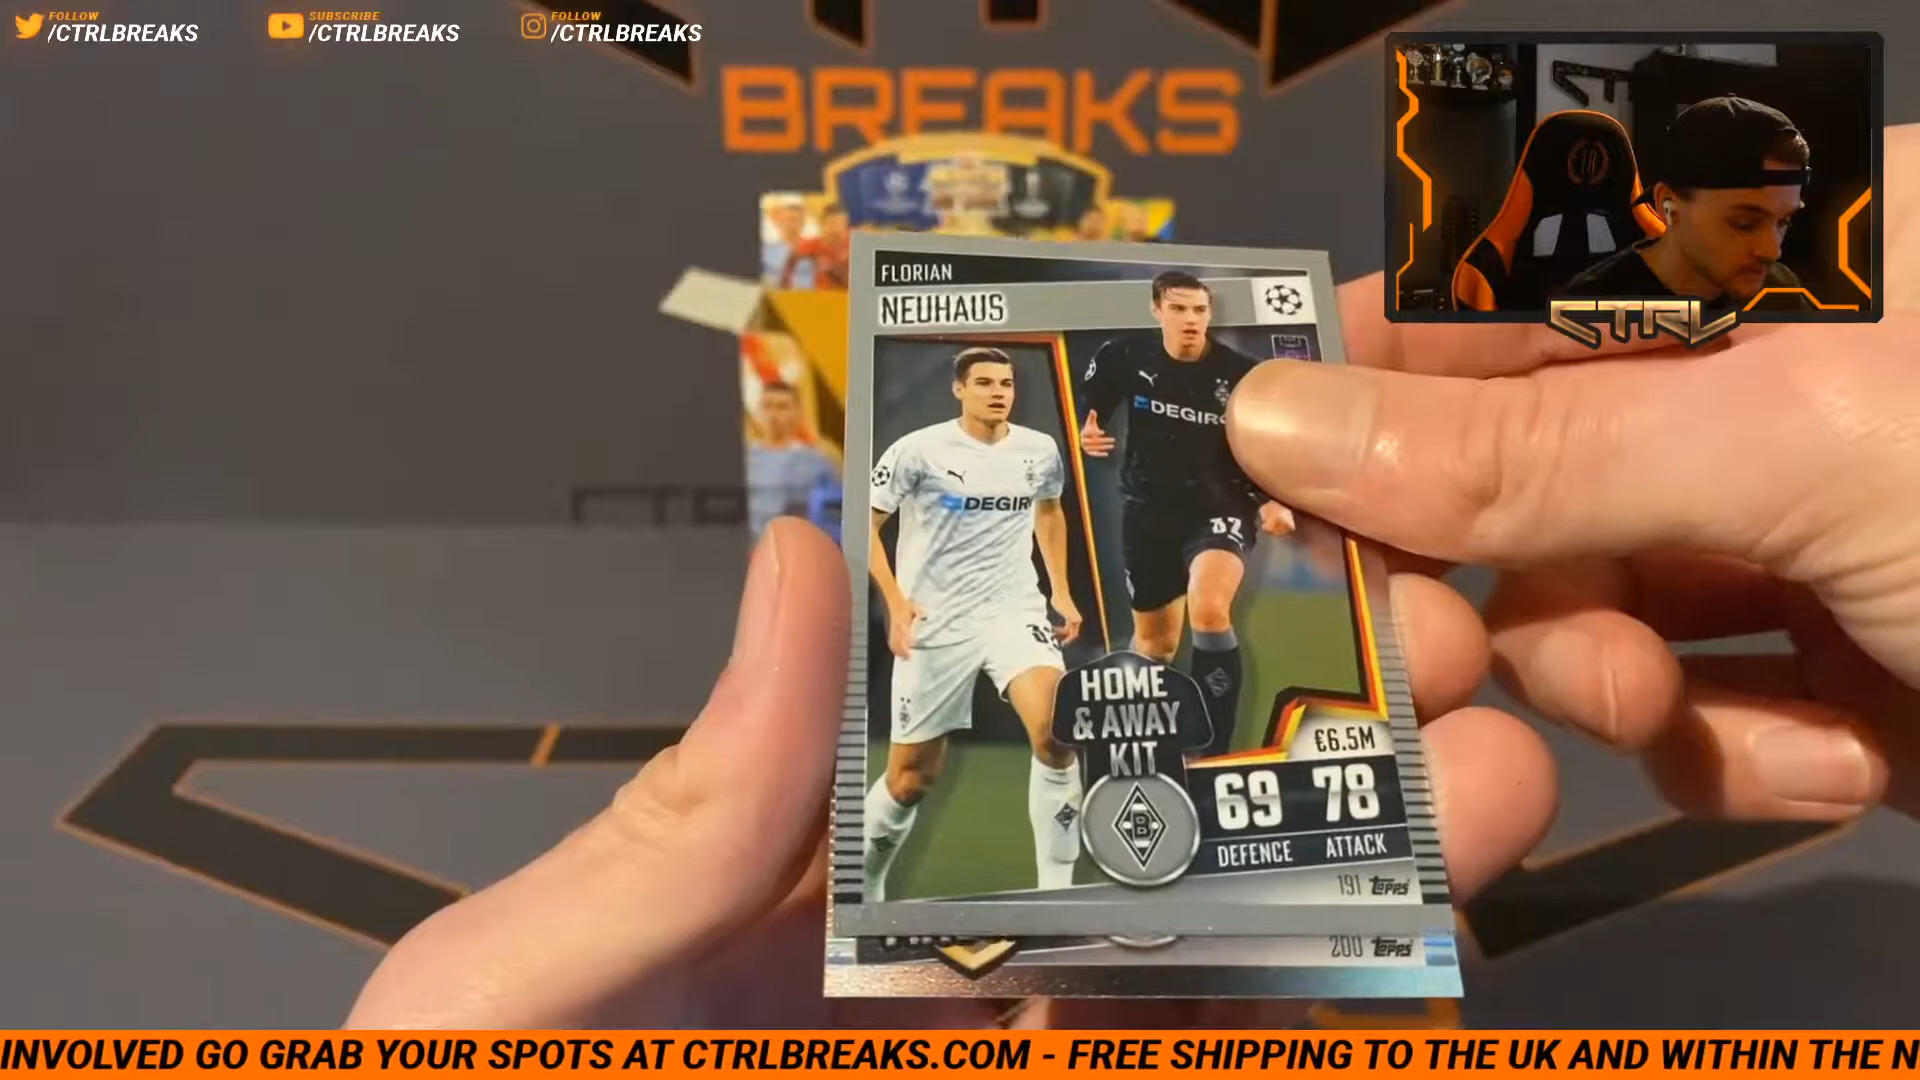 FOLLOW
/CTRLBREAKS
SUBSCRIBE
/CTRLBREAKS
FOLLOW
/CTRLBREAKS
BREAKS
CTRL
FLORIAN
NEUHAUS
DEGIRO
DEGIR
32
HOME
& AWAY
KIT
€6.5M
69 78
DEFENCE ATTACK
191 topps
200 topps
INVOLVED GO GRAB YOUR SPOTS AT CTRLBREAKS.COM - FREE SHIPPING TO THE UK AND WITHIN THE N